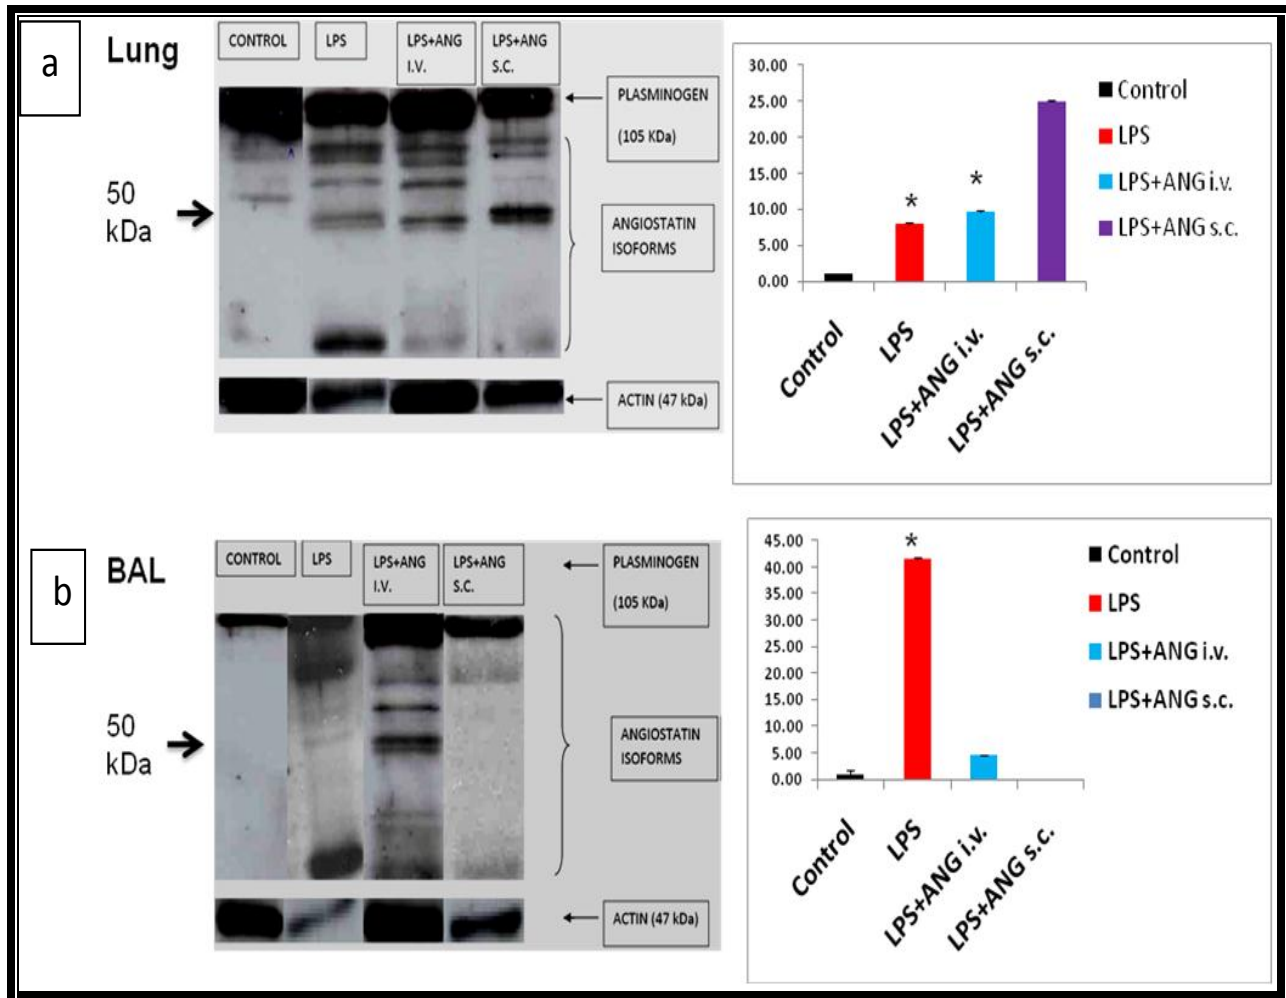 a
Lung
CONTROL
LPS
LPS+ANG
I.V.
LPS+ANG
S.C.
PLASMINOGEN
(105 KDa)
50
kDa
ANGIOSTATIN
ISOFORMS
ACTIN (47 kDa)
30.00
25.00
20.00
15.00
10.00
5.00
0.00
*
*
Control
LPS
LPS+ANG i.v.
LPS+ANG s.c.
Control
LPS
LPS+ANG i.v.
LPS+ANG s.c.
b
BAL
CONTROL
LPS
LPS+ANG
I.V.
LPS+ANG
S.C.
PLASMINOGEN
(105 KDa)
50
kDa
ANGIOSTATIN
ISOFORMS
ACTIN (47 kDa)
45.00
40.00
35.00
30.00
25.00
20.00
15.00
10.00
5.00
0.00
*
Control
LPS
LPS+ANG i.v.
LPS+ANG s.c.
Control
LPS
LPS+ANG i.v.
LPS+ANG s.c.